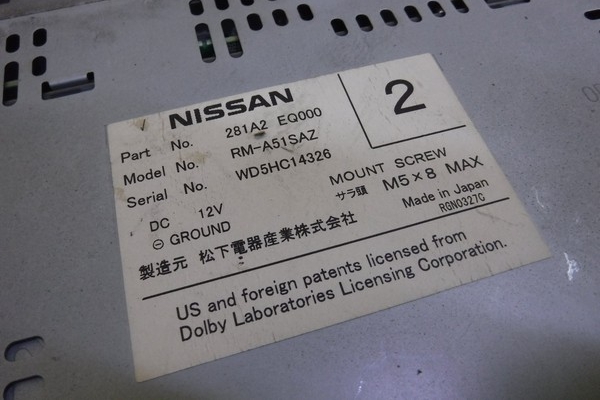 NISSAN
2
Part No. 281A2 EQ000
Model No. RM-A51SAZ
Serial No. WD5HC14326
DC 12V
⊖ GROUND
MOUNT SCREW
サラ頭 M5×8 MAX
Made in Japan
RGN0327C
製造元 松下電器産業株式会社
US and foreign patents licensed from
Dolby Laboratories Licensing Corporation.